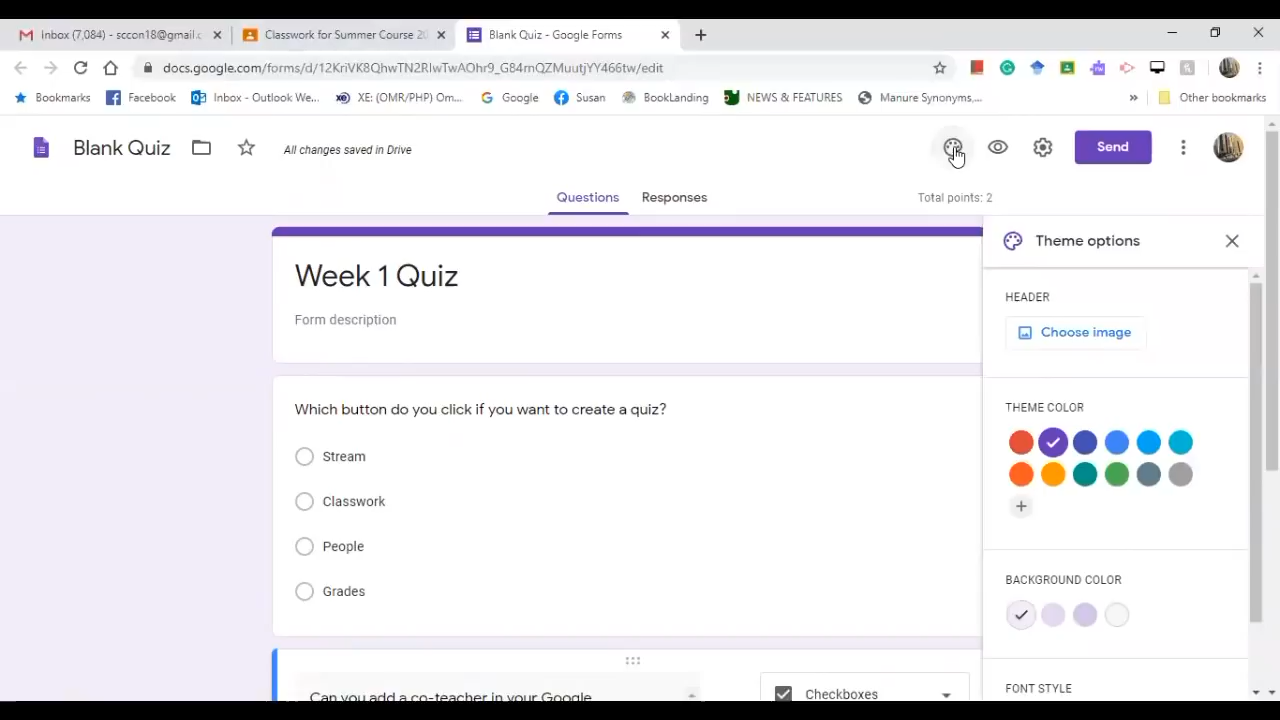 Inbox (7,084) - sccon18@gmail.c
Classwork for Summer Course 20
Blank Quiz - Google Forms
docs.google.com/forms/d/12KriVK8QhwTN2RIwTwAOhr9_G84mQZMuutjYY466tw/edit
Bookmarks
Facebook
Inbox - Outlook We...
XE: (OMR/PHP) Om...
Google
Susan
BookLanding
NEWS & FEATURES
Manure Synonyms,...
»
Other bookmarks
Blank Quiz
All changes saved in Drive
Send
Questions
Responses
Total points: 2
Theme options
Week 1 Quiz
Form description
HEADER
Choose image
Which button do you click if you want to create a quiz?
Stream
Classwork
People
Grades
THEME COLOR
BACKGROUND COLOR
FONT STYLE
Can you add a co-teacher in your Google
Checkboxes